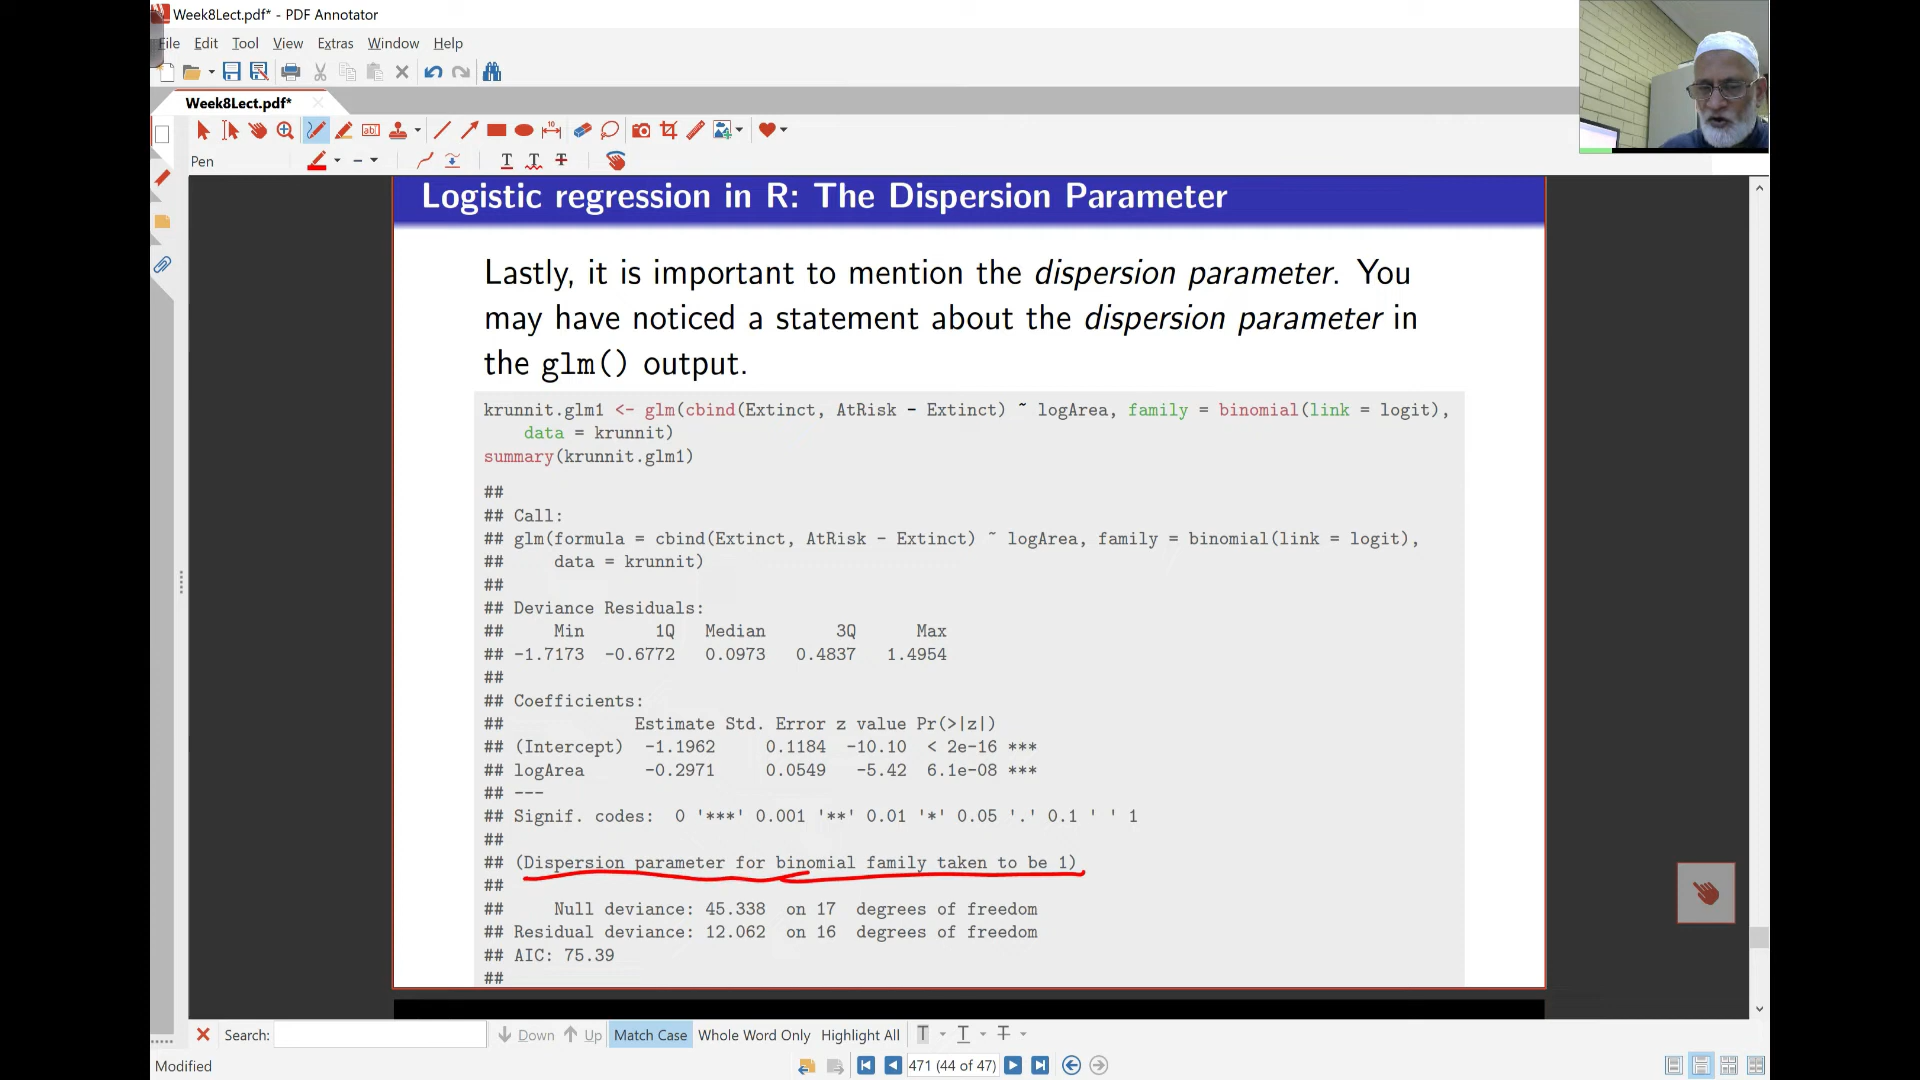 Week8Lect.pdf* - PDF Annotator
File Edit Tool View Extras Window Help
Week8Lect.pdf*
Pen
Logistic regression in R: The Dispersion Parameter
Lastly, it is important to mention the dispersion parameter. You
may have noticed a statement about the dispersion parameter in
the glm() output.
krunnit.glm1 <- glm(cbind(Extinct, AtRisk - Extinct) ~ logArea, family = binomial(link = logit),
data = krunnit)
summary(krunnit.glm1)
##
## Call:
## glm(formula = cbind(Extinct, AtRisk - Extinct) ~ logArea, family = binomial(link = logit),
## data = krunnit)
##
## Deviance Residuals:
## Min 1Q Median 3Q Max
## -1.7173 -0.6772 0.0973 0.4837 1.4954
##
## Coefficients:
## Estimate Std. Error z value Pr(>|z|)
## (Intercept) -1.1962 0.1184 -10.10 < 2e-16 ***
## logArea -0.2971 0.0549 -5.42 6.1e-08 ***
## ---
## Signif. codes: 0 '***' 0.001 '**' 0.01 '*' 0.05 '.' 0.1 ' ' 1
##
## (Dispersion parameter for binomial family taken to be 1)
##
## Null deviance: 45.338 on 17 degrees of freedom
## Residual deviance: 12.062 on 16 degrees of freedom
## AIC: 75.39
##
Search: Down Up Match Case Whole Word Only Highlight All
Modified 471 (44 of 47)